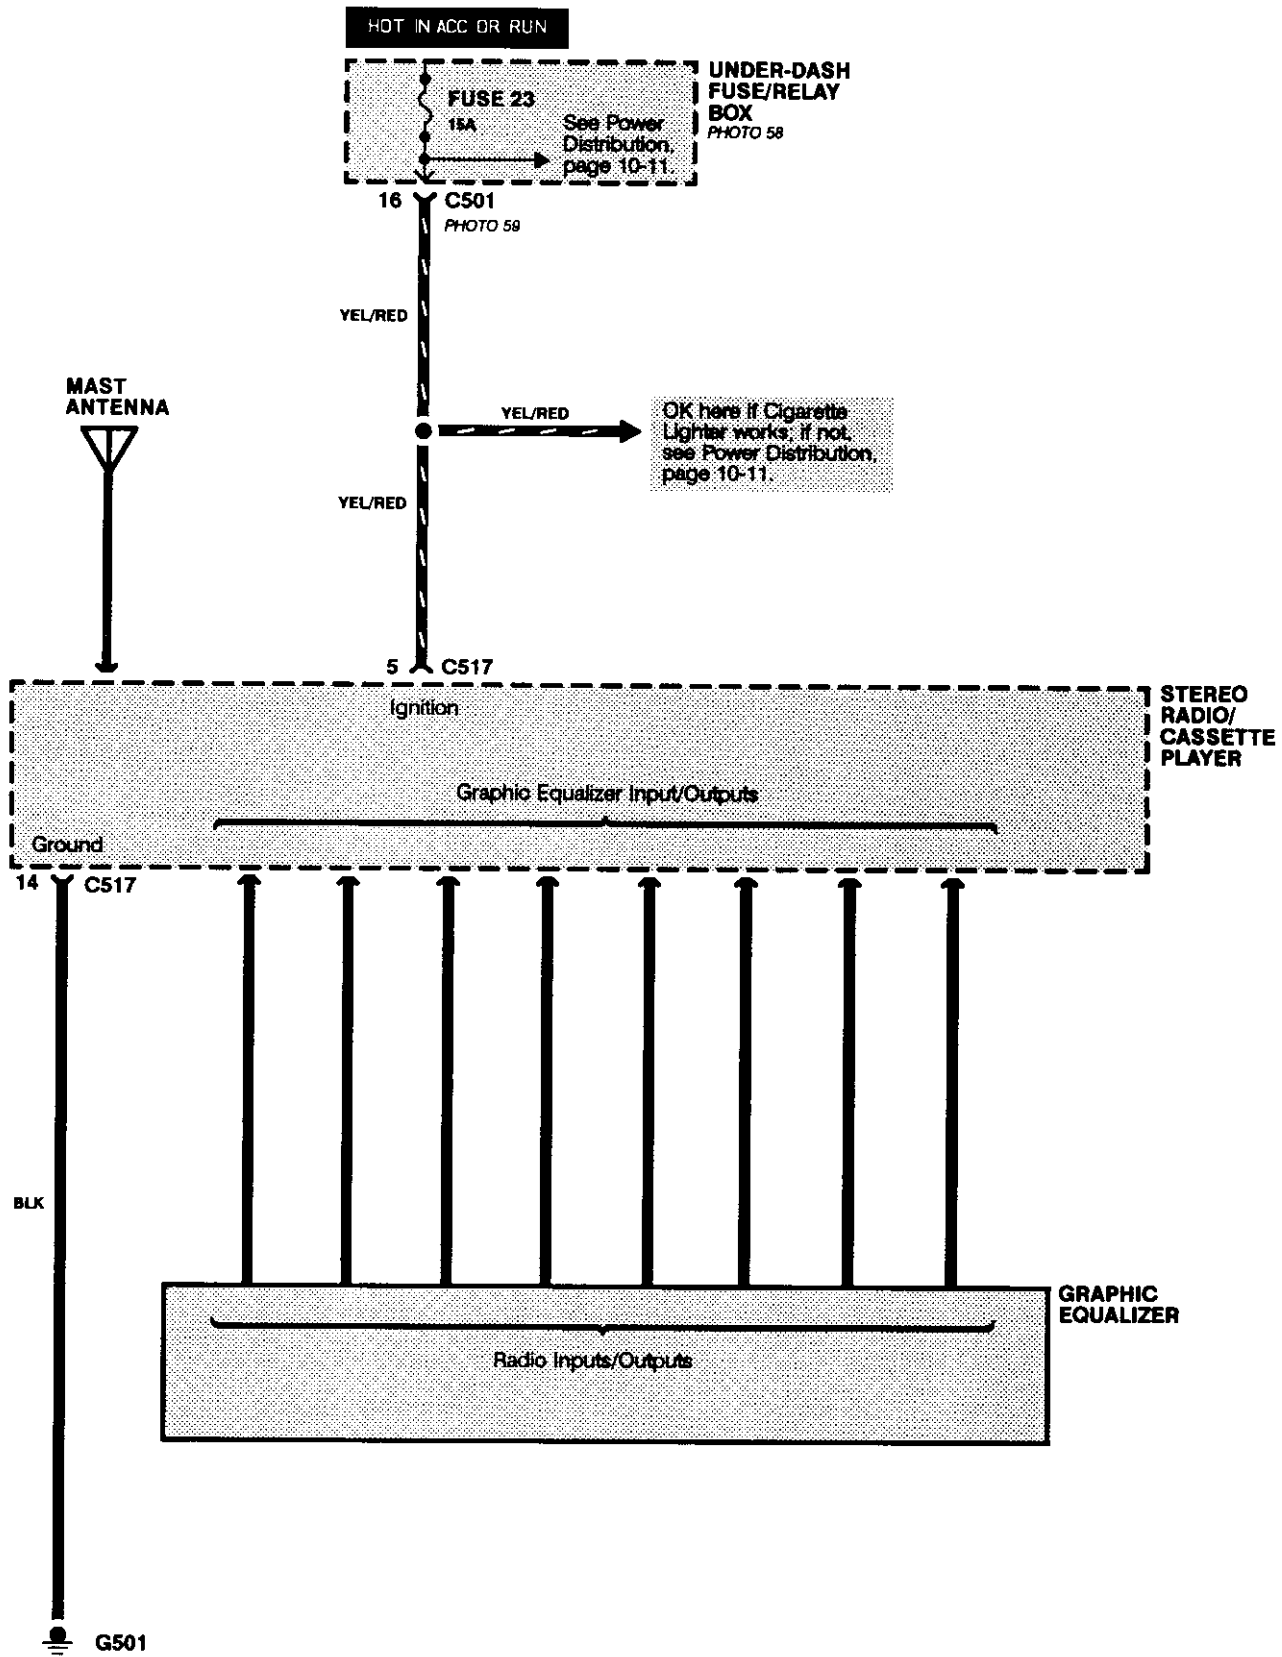 HOT IN ACC OR RUN
UNDER-DASH
FUSE/RELAY
BOX
PHOTO 58
FUSE 23
15A
See Power
Distribution,
page 10-11.
16
C501
PHOTO 59
YEL/RED
MAST
ANTENNA
YEL/RED
OK here if Cigarette
Lighter works, if not,
see Power Distribution,
page 10-11.
YEL/RED
5
C517
STEREO
RADIO/
CASSETTE
PLAYER
Ignition
Graphic Equalizer Input/Outputs
Ground
14
C517
BLK
GRAPHIC
EQUALIZER
Radio Inputs/Outputs
G501